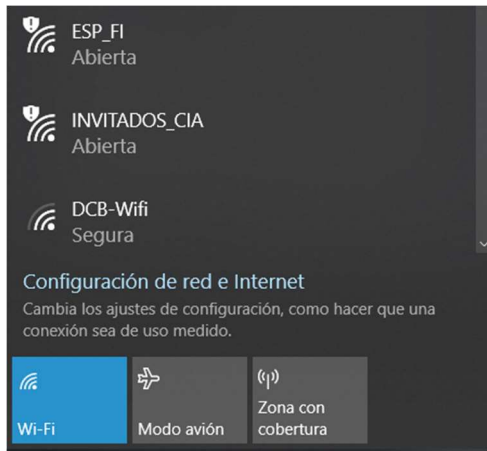 ESP_FI
Abierta
INVITADOS_CIA
Abierta
DCB-Wifi
Segura
Configuración de red e Internet
Cambia los ajustes de configuración, como hacer que una
conexión sea de uso medido.
Wi-Fi
Modo avión
Zona con
cobertura